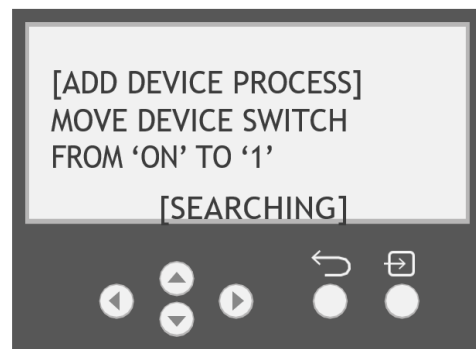 [ADD DEVICE PROCESS]
MOVE DEVICE SWITCH
FROM ‘ON’ TO ‘1’
[SEARCHING]